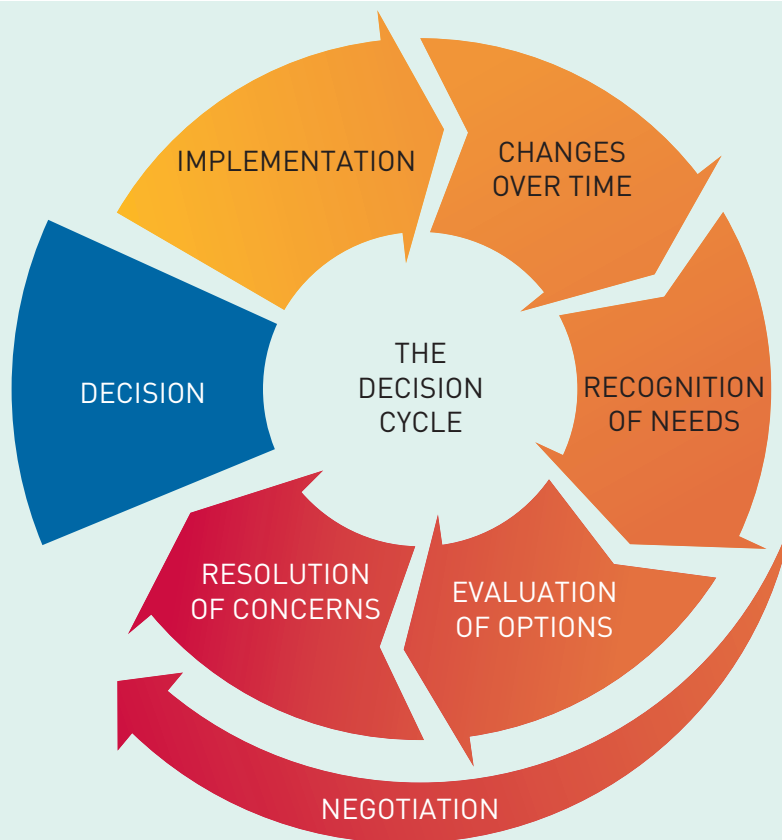 IMPLEMENTATION
CHANGES
OVER TIME
THE
DECISION
CYCLE
DECISION
RECOGNITION
OF NEEDS
RESOLUTION
OF CONCERNS
EVALUATION
OF OPTIONS
NEGOTIATION